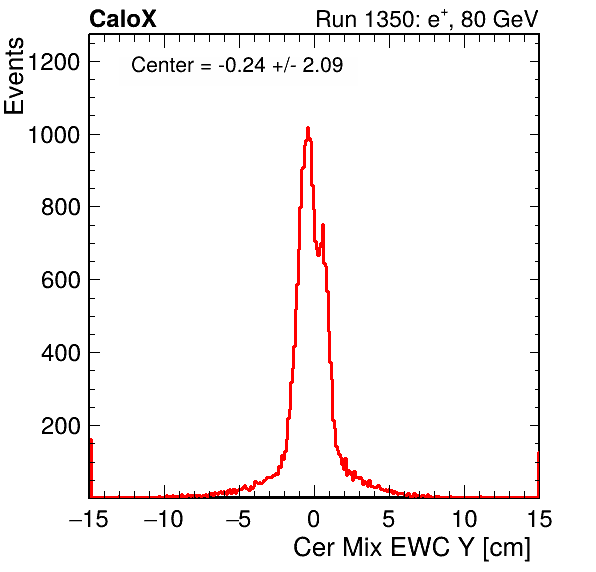 CaloX
Run 1350: e+, 80 GeV
Events
Center = -0.24 +/- 2.09
1200
1000
800
600
400
200
−15 −10 −5 0 5 10 15
Cer Mix EWC Y [cm]